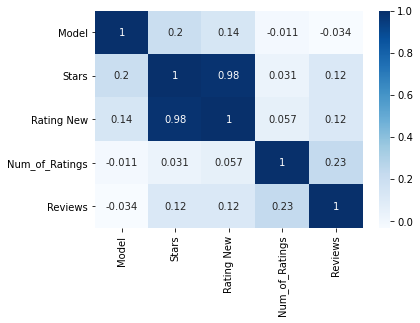 Model 1 0.2 0.14 -0.011 -0.034
Stars 0.2 1 0.98 0.031 0.12
Rating New 0.14 0.98 1 0.057 0.12
Num_of_Ratings -0.011 0.031 0.057 1 0.23
Reviews -0.034 0.12 0.12 0.23 1
Model
Stars
Rating New
Num_of_Ratings
Reviews
1.0
0.8
0.6
0.4
0.2
0.0